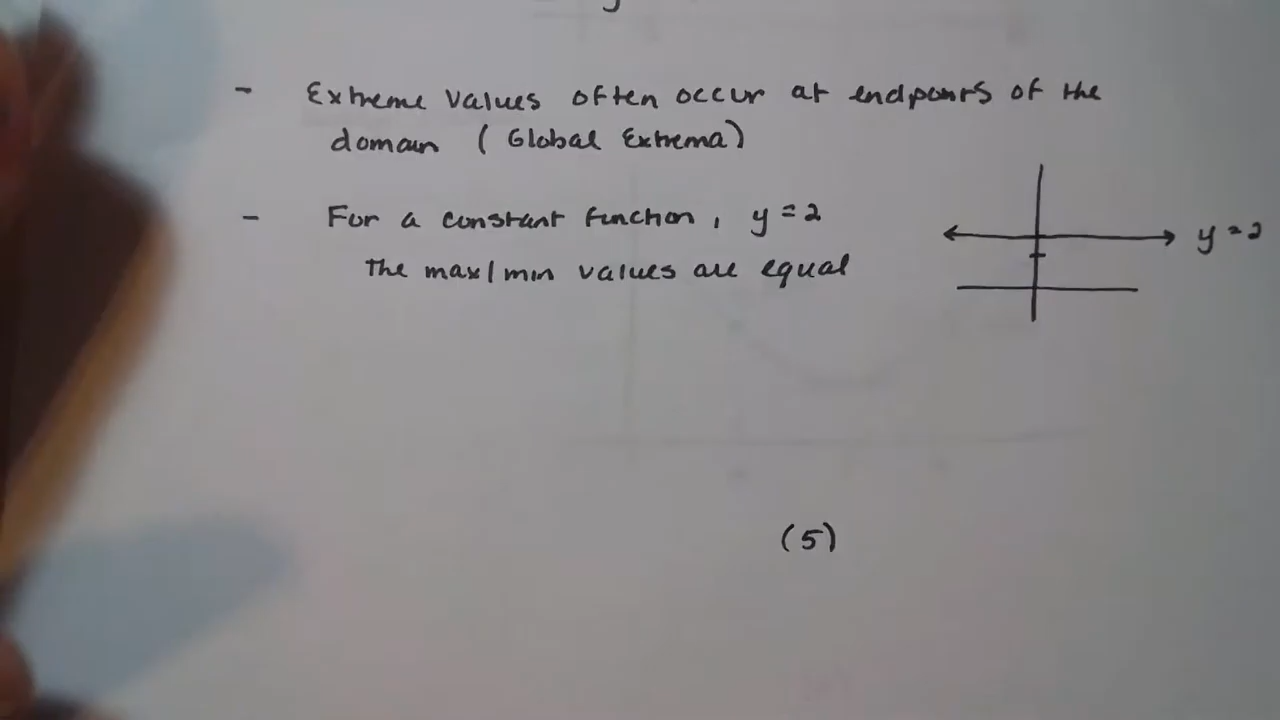 - Extreme values often occur at endpoints of the
domain (Global Extrema)
- For a constant function, y = 2
The max/min values are equal
y = 2
(5)